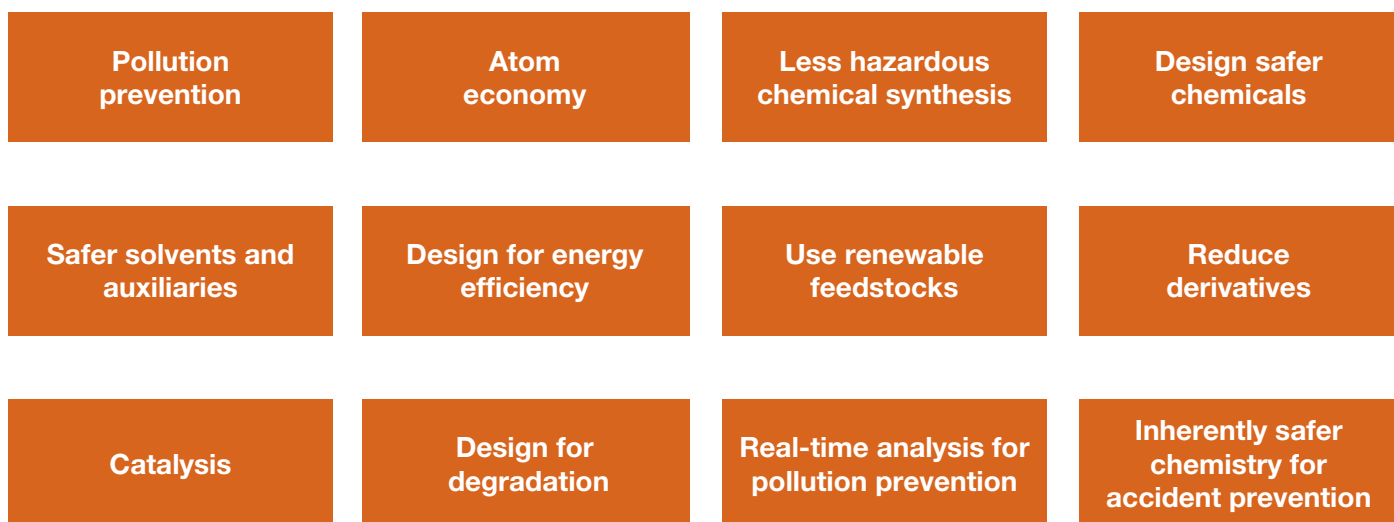 Pollution
prevention
Atom
economy
Less hazardous
chemical synthesis
Design safer
chemicals
Safer solvents and
auxiliaries
Design for energy
efficiency
Use renewable
feedstocks
Reduce
derivatives
Catalysis
Design for
degradation
Real-time analysis for
pollution prevention
Inherently safer
chemistry for
accident prevention